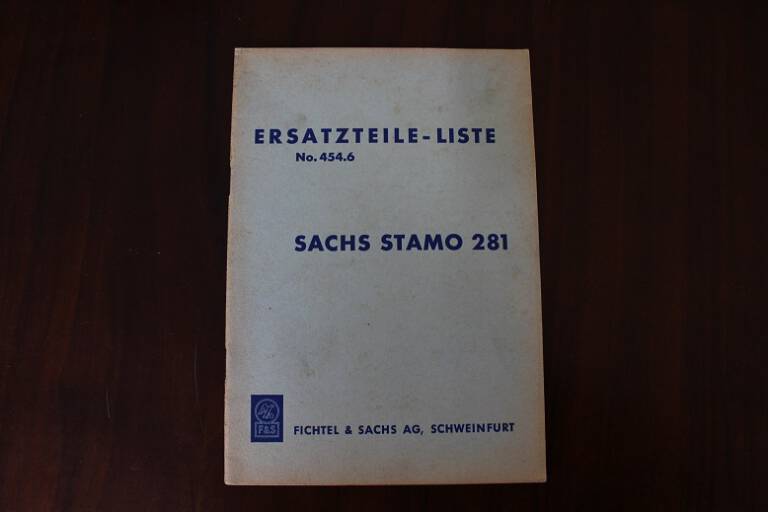 ERSATZTEILE-LISTE
No. 454.6
SACHS STAMO 281
F&S
FICHTEL & SACHS AG, SCHWEINFURT